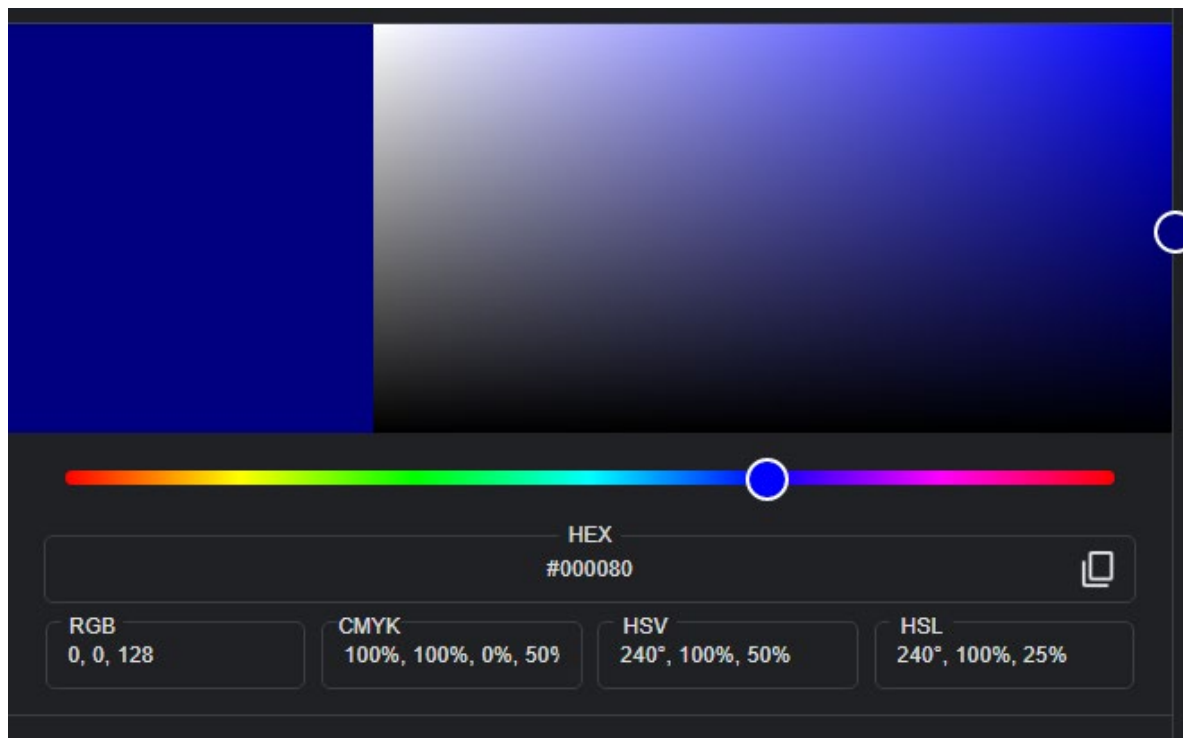 HEX
#000080
RGB
0, 0, 128
CMYK
100%, 100%, 0%, 50
HSV
240°, 100%, 50%
HSL
240°, 100%, 25%